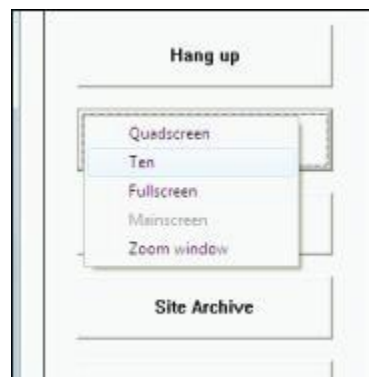 Hang up
Quadscreen
Ten
Fullscreen
Mainscreen
Zoom window
Site Archive